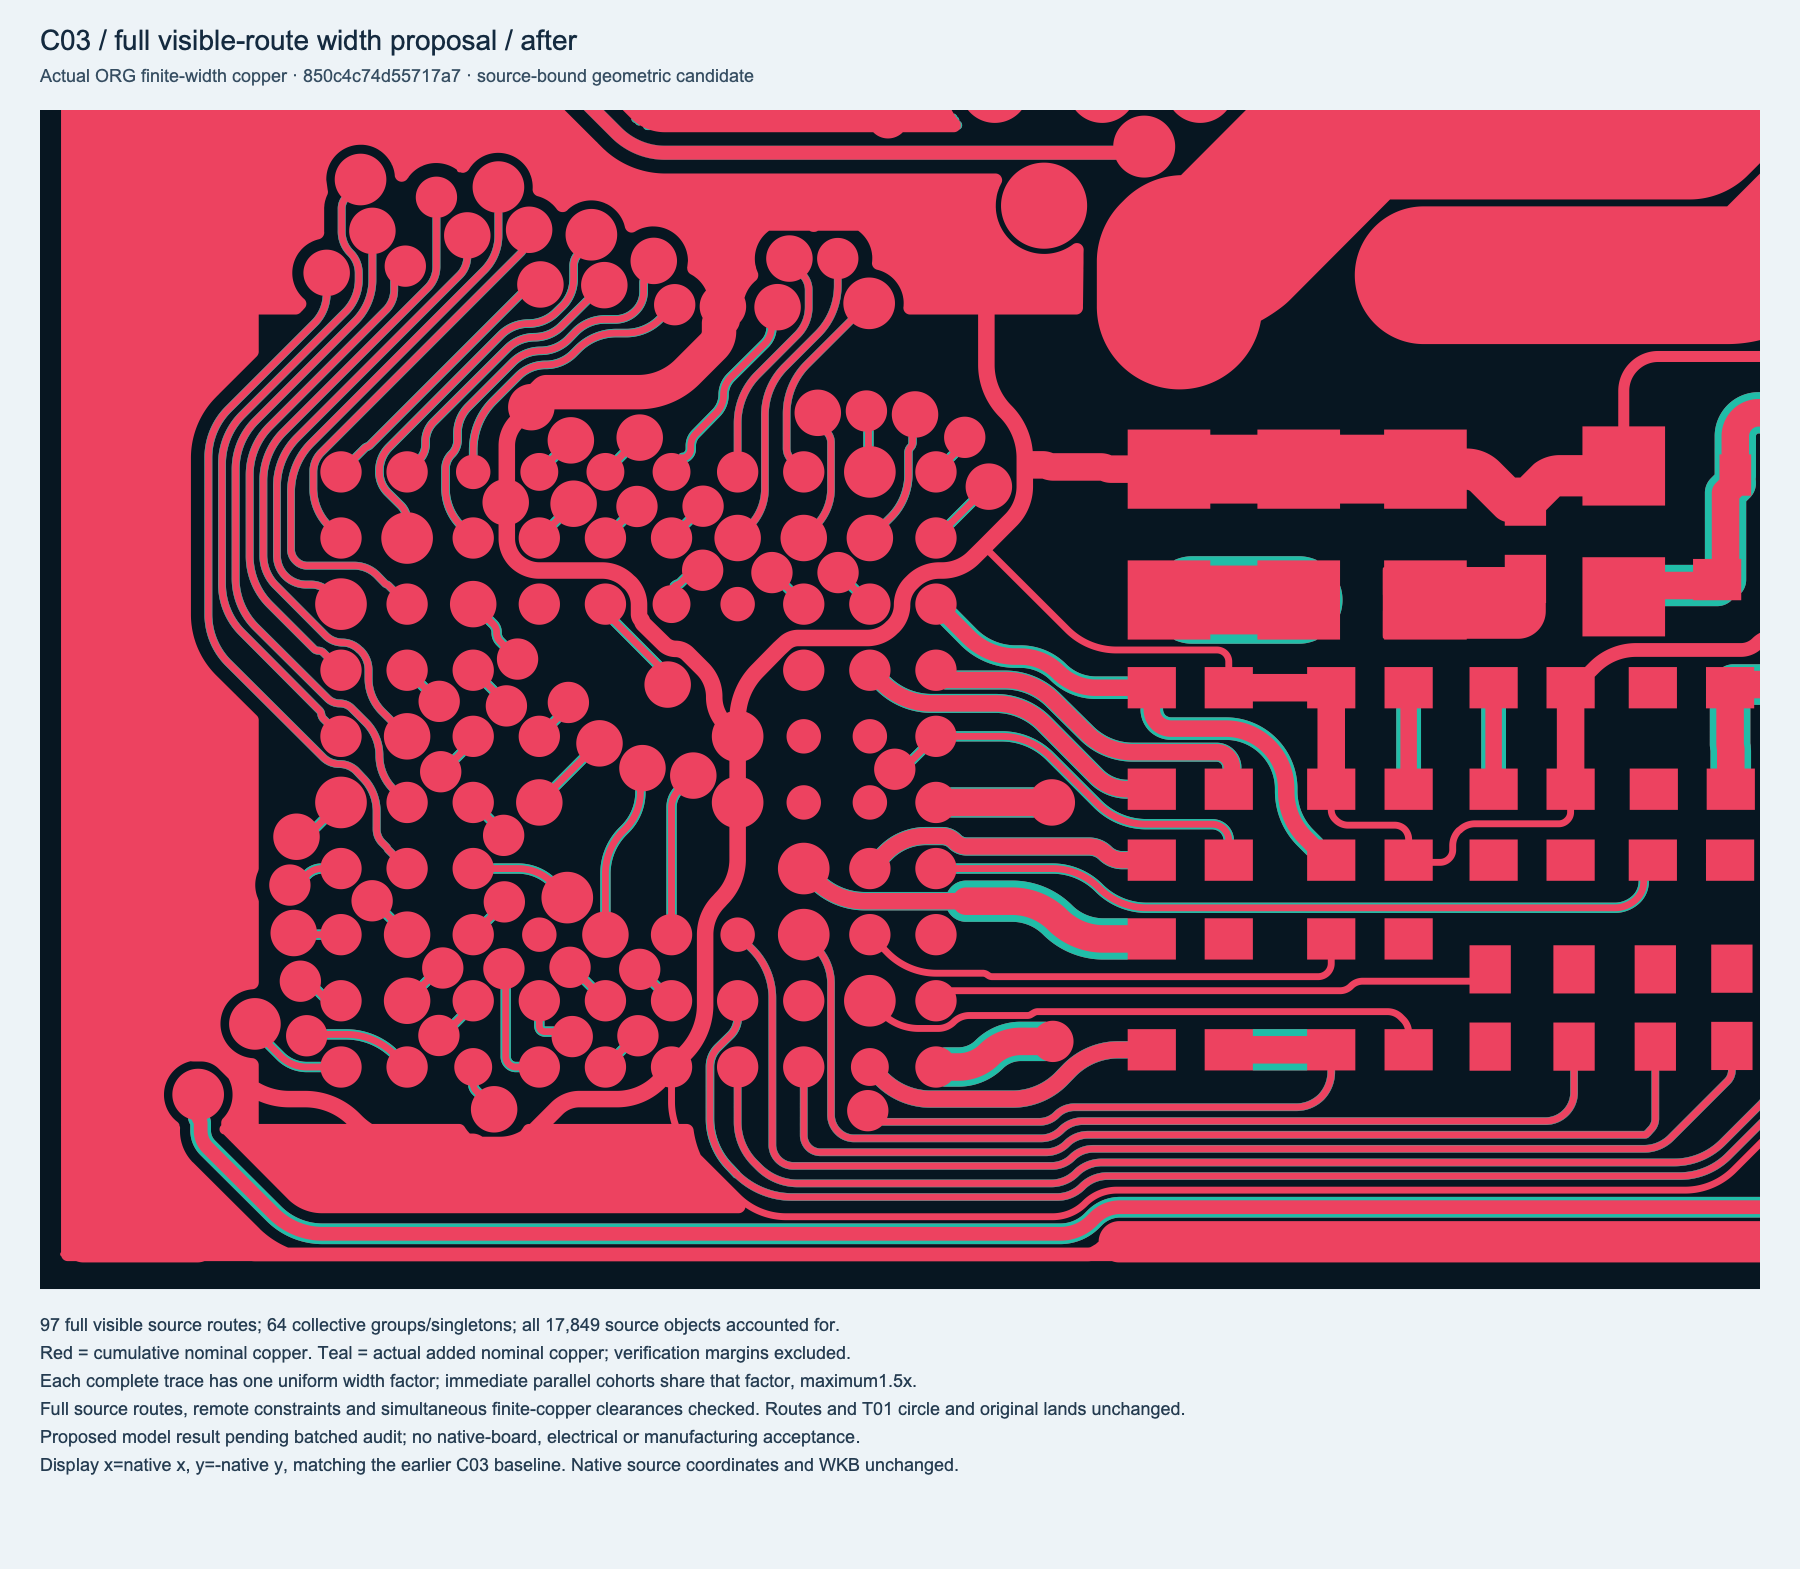 C03 / full visible-route width proposal / after
Actual ORG finite-width copper · 850c4c74d55717a7 · source-bound geometric candidate
97 full visible source routes; 64 collective groups/singletons; all 17,849 source objects accounted for.
Red = cumulative nominal copper. Teal = actual added nominal copper; verification margins excluded.
Each complete trace has one uniform width factor; immediate parallel cohorts share that factor, maximum1.5x.
Full source routes, remote constraints and simultaneous finite-copper clearances checked. Routes and T01 circle and original lands unchanged.
Proposed model result pending batched audit; no native-board, electrical or manufacturing acceptance.
Display x=native x, y=-native y, matching the earlier C03 baseline. Native source coordinates and WKB unchanged.